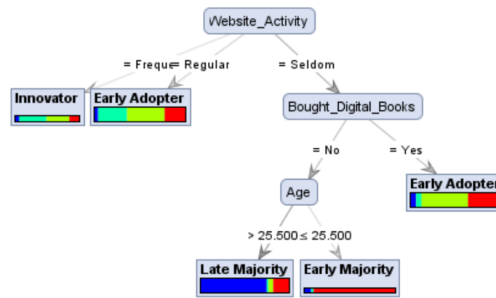 Website_Activity
= Freque= Regular
= Seldom
Innovator
Early Adopter
Bought_Digital_Books
= No
= Yes
Age
Early Adopter
> 25.500
≤ 25.500
Late Majority
Early Majority